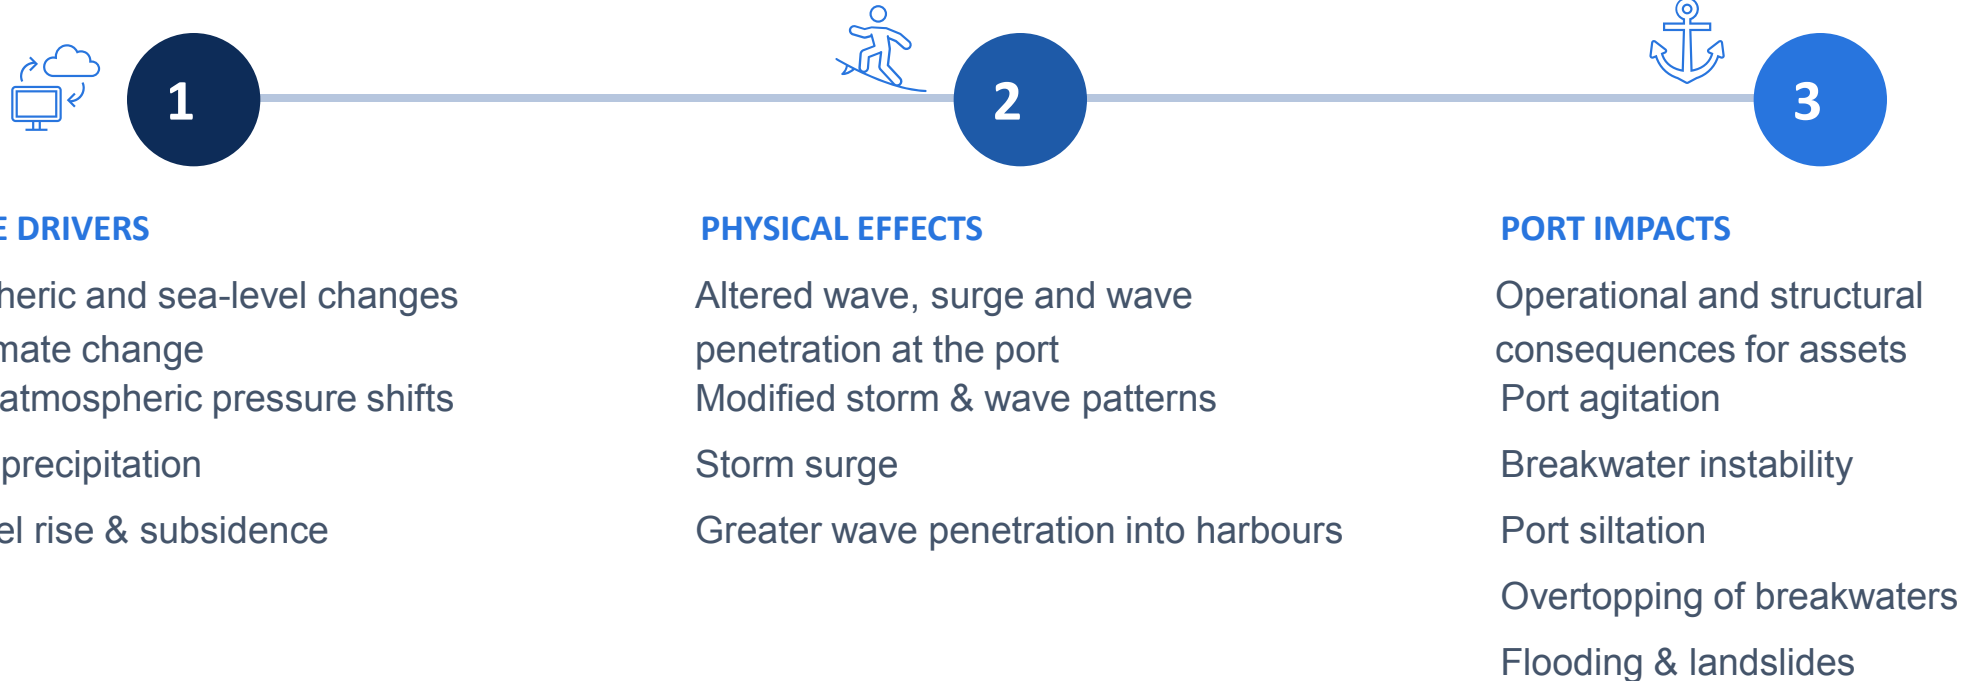 1
2
3
E DRIVERS
heric and sea-level changes
mate change
atmospheric pressure shifts
precipitation
el rise & subsidence
PHYSICAL EFFECTS
Altered wave, surge and wave
penetration at the port
Modified storm & wave patterns
Storm surge
Greater wave penetration into harbours
PORT IMPACTS
Operational and structural
consequences for assets
Port agitation
Breakwater instability
Port siltation
Overtopping of breakwaters
Flooding & landslides